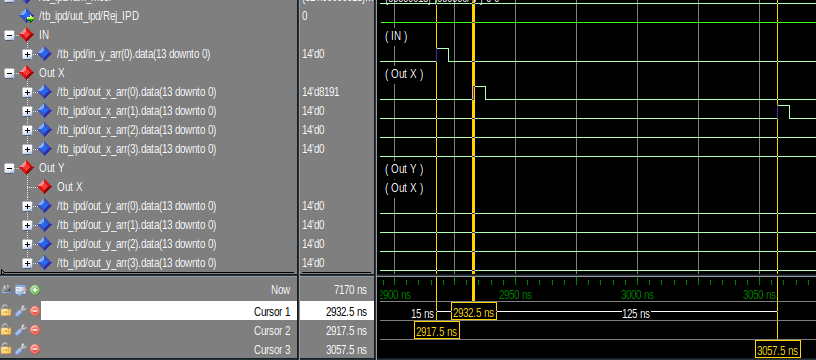 /tb_ipd/uut_ipd/Rej_IPD 0
IN ( IN )
/tb_ipd/in_y_arr(0).data(13 downto 0) 14'd0
Out X ( Out X )
/tb_ipd/out_x_arr(0).data(13 downto 0) 14'd8191
/tb_ipd/out_x_arr(1).data(13 downto 0) 14'd0
/tb_ipd/out_x_arr(2).data(13 downto 0) 14'd0
/tb_ipd/out_x_arr(3).data(13 downto 0) 14'd0
Out Y ( Out Y )
Out X ( Out X )
/tb_ipd/out_y_arr(0).data(13 downto 0) 14'd0
/tb_ipd/out_y_arr(1).data(13 downto 0) 14'd0
/tb_ipd/out_y_arr(2).data(13 downto 0) 14'd0
/tb_ipd/out_y_arr(3).data(13 downto 0) 14'd0
Now 7170 ns 2900 ns 2950 ns 3000 ns 3050 ns
Cursor 1 2932.5 ns 15 ns 2932.5 ns 125 ns
Cursor 2 2917.5 ns 2917.5 ns
Cursor 3 3057.5 ns 3057.5 ns